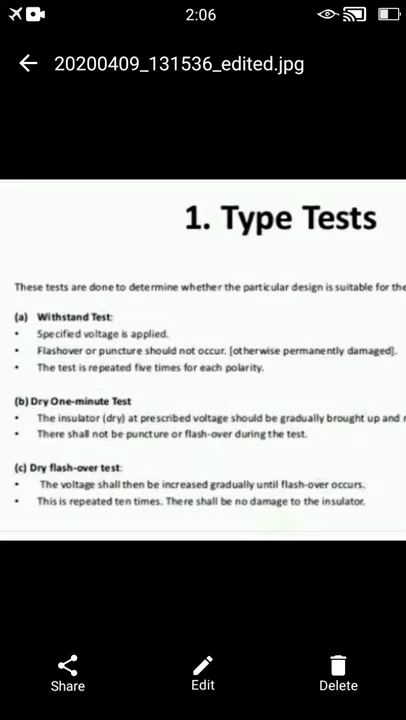 2:06
20200409_131536_edited.jpg
1. Type Tests
These tests are done to determine whether the particular design is suitable for the
(a) Withstand Test:
• Specified voltage is applied.
• Flashover or puncture should not occur. [otherwise permanently damaged].
• The test is repeated five times for each polarity.
(b) Dry One-minute Test
• The insulator (dry) at prescribed voltage should be gradually brought up and
• There shall not be puncture or flash-over during the test.
(c) Dry flash-over test:
• The voltage shall then be increased gradually until flash-over occurs.
• This is repeated ten times. There shall be no damage to the insulator.
Share Edit Delete